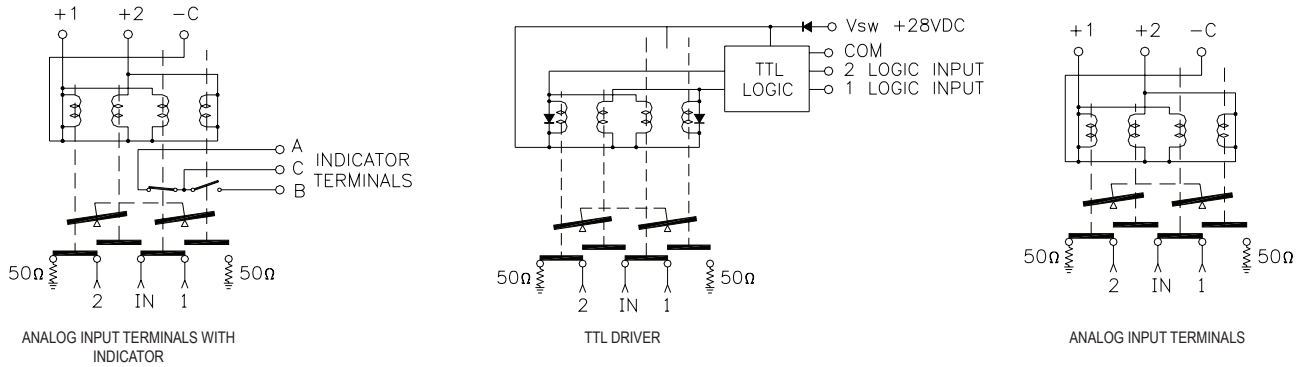 +1 +2 -C
A
C
B
INDICATOR
TERMINALS
50Ω 50Ω
2 IN 1
ANALOG INPUT TERMINALS WITH
INDICATOR
Vsw +28VDC
COM
2 LOGIC INPUT
1 LOGIC INPUT
TTL
LOGIC
50Ω 50Ω
2 IN 1
TTL DRIVER
+1 +2 -C
50Ω 50Ω
2 IN 1
ANALOG INPUT TERMINALS